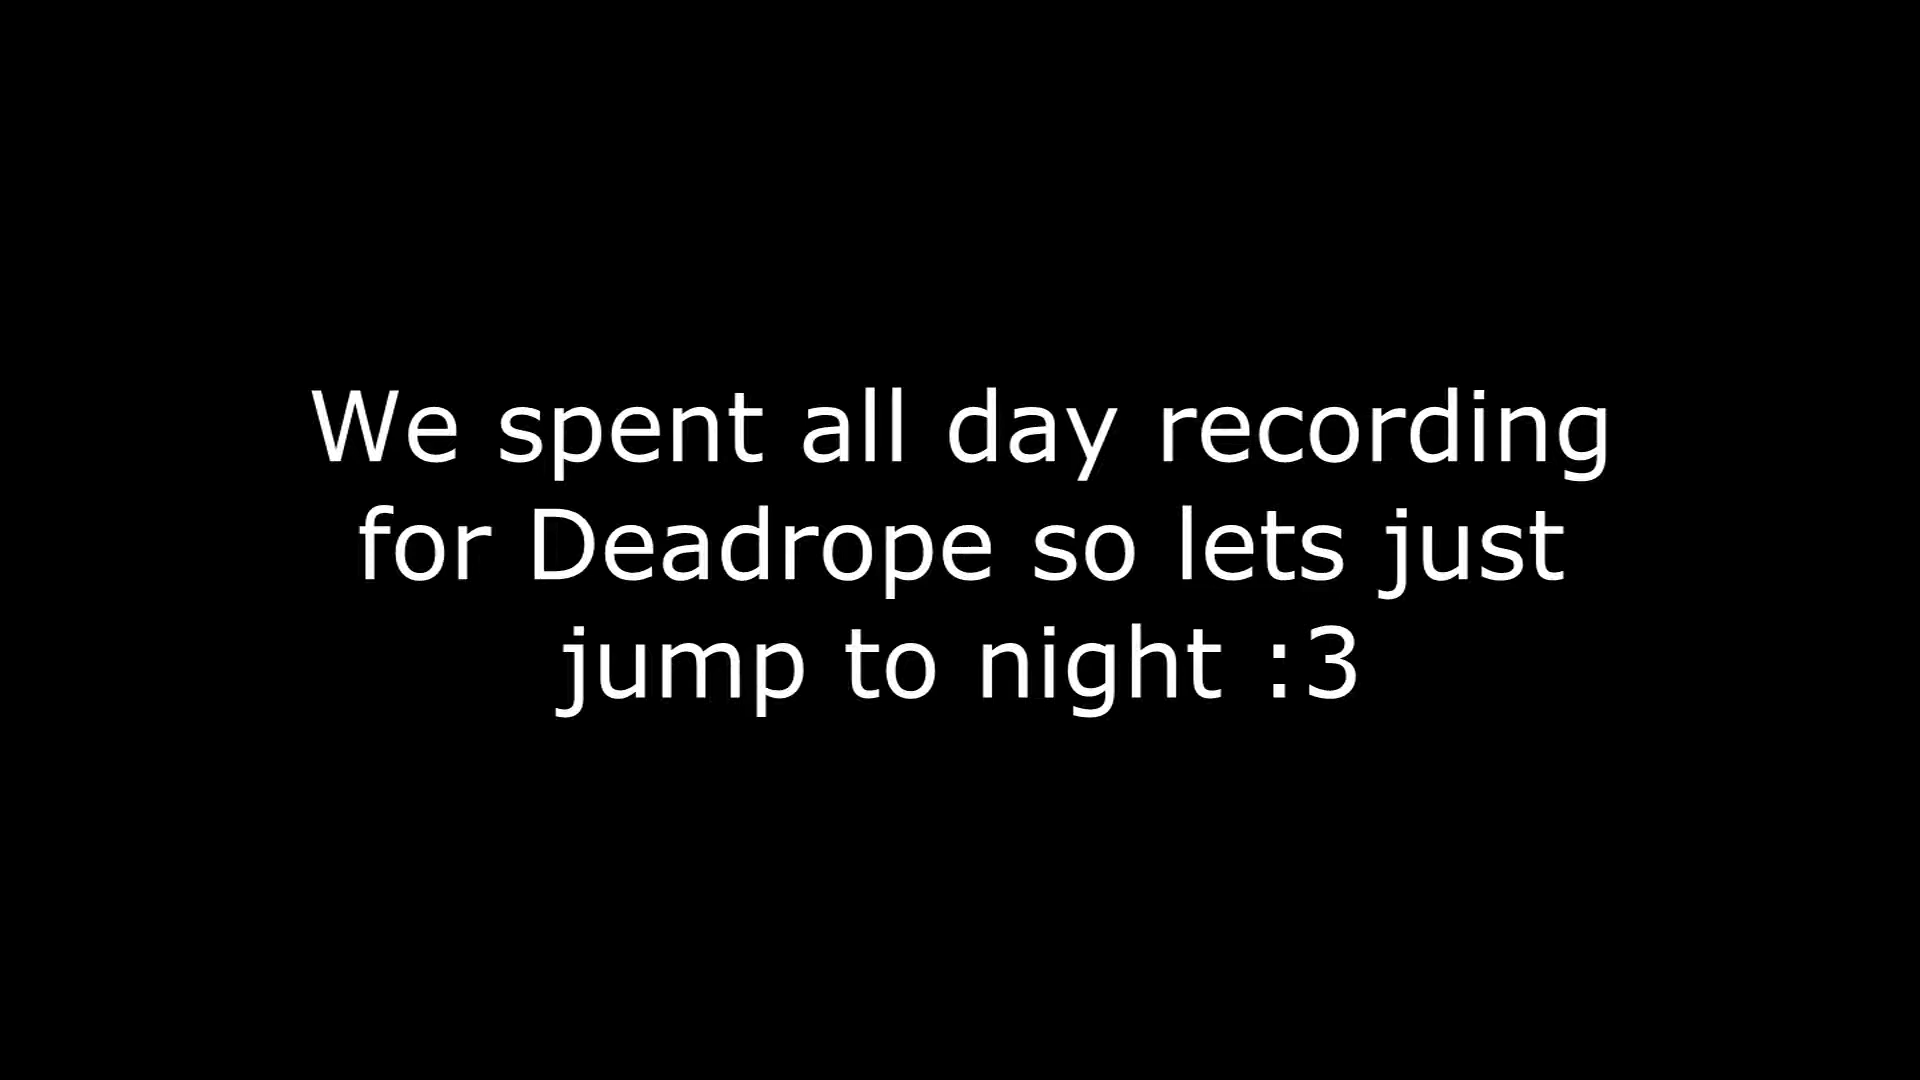 We spent all day recording
for Deadrope so lets just
jump to night :3